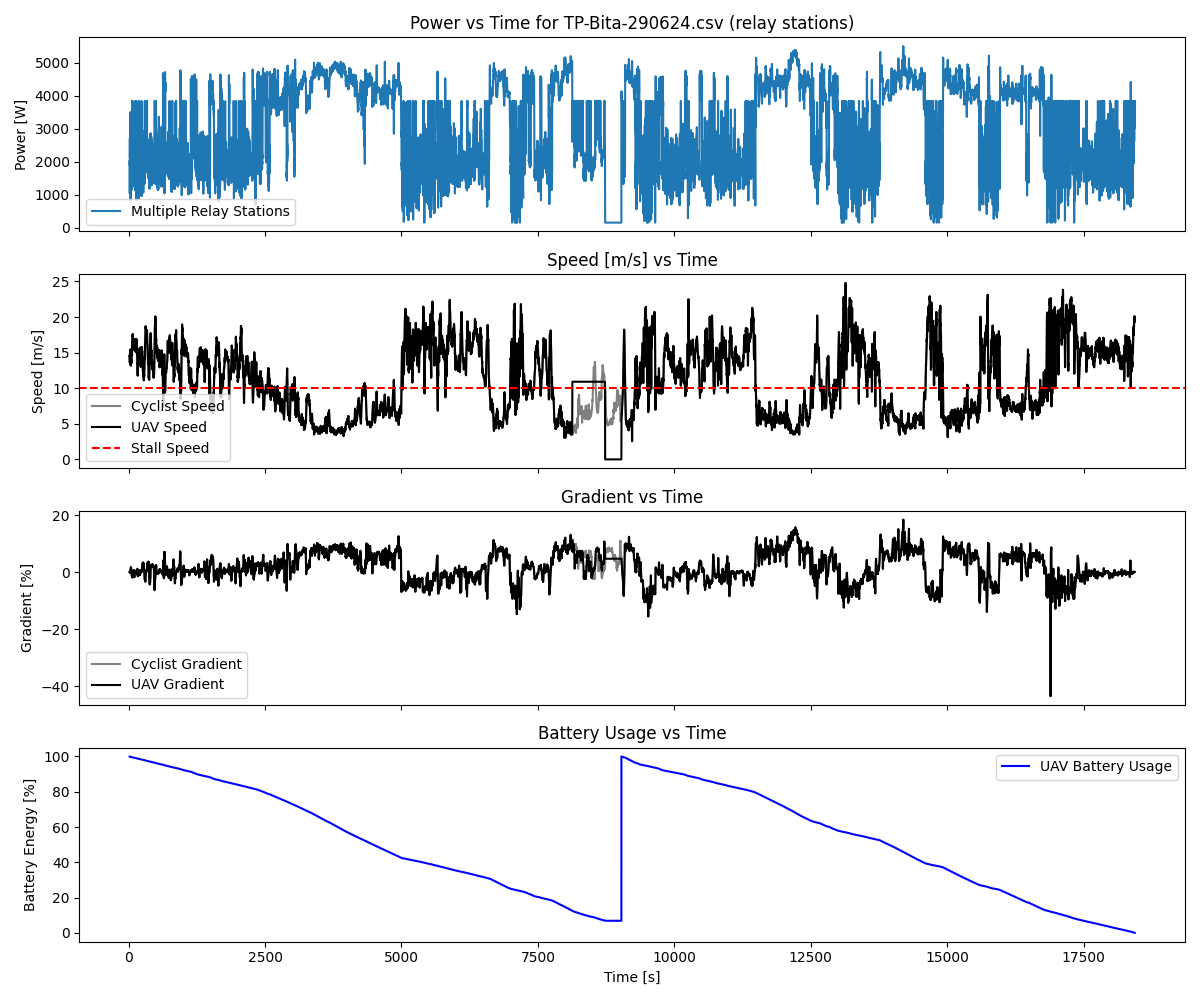 Power vs Time for TP-Bita-290624.csv (relay stations)
5000
4000
3000
2000
1000
0
Power [W]
Multiple Relay Stations
Speed [m/s] vs Time
25
20
15
10
5
0
Speed [m/s]
Cyclist Speed
UAV Speed
Stall Speed
Gradient vs Time
20
0
−20
−40
Gradient [%]
Cyclist Gradient
UAV Gradient
Battery Usage vs Time
100
80
60
40
20
0
Battery Energy [%]
UAV Battery Usage
0 2500 5000 7500 10000 12500 15000 17500
Time [s]